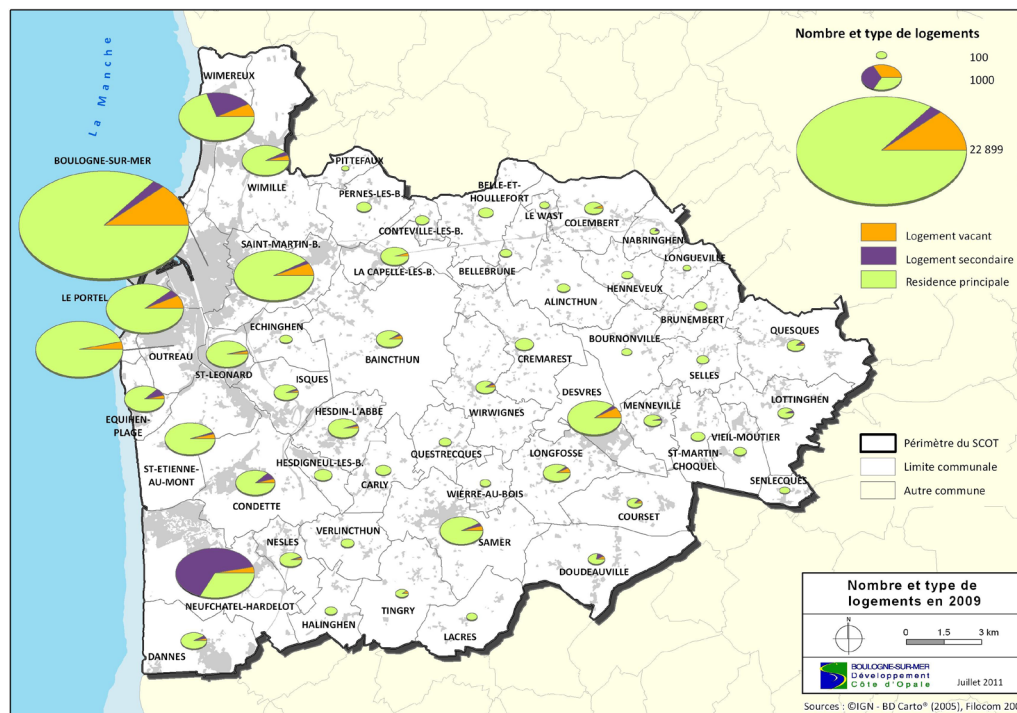 La Manche
Nombre et type de logements
100
1000
22 899
Logement vacant
Logement secondaire
Residence principale
Périmètre du SCOT
Limite communale
Autre commune
WIMEREUX
BOULOGNE-SUR-MER
WIMILLE
PITTEFAUX
PERNES-LES-B.
BELLE-ET-
HOULLEFORT
LE WAST
COLEMBERT
CONTEVILLE-LES-B.
NABRINGHEN
SAINT-MARTIN-B.
LA CAPELLE-LES-B.
BELLEBRUNE
LONGUEVILLE
HENNEVEUX
ALINCTHUN
LE PORTEL
BRUNEMBERT
ECHINGHEN
QUESQUES
OUTREAU
BAINCTHUN
CREMAREST
BOURNONVILLE
ST-LEONARD
SELLES
ISQUES
DESVRES
MENNEVILLE
LOTTINGHEN
EQUIHEN-
PLAGE
HESDIN-L'ABBE
WIRWIGNES
VIEIL-MOUTIER
ST-ETIENNE-
AU-MONT
HESDIGNEUL-LES-B.
QUESTRECQUES
LONGFOSSE
ST-MARTIN-
CHOQUEL
CONDETTE
CARLY
WIERRE-AU-BOIS
SENLECQUES
COURSET
VERLINCTHUN
SAMER
NESLES
DOUDEAUVILLE
NEUFCHATEL-HARDELOT
TINGRY
HALINGHEN
LACRES
DANNES
Nombre et type de
logements en 2009
N
0 1.5 3 km
BOULOGNE-SUR-MER
Développement
Côte d'Opale
Juillet 2011
Sources : ©IGN - BD Carto® (2005), Filocom